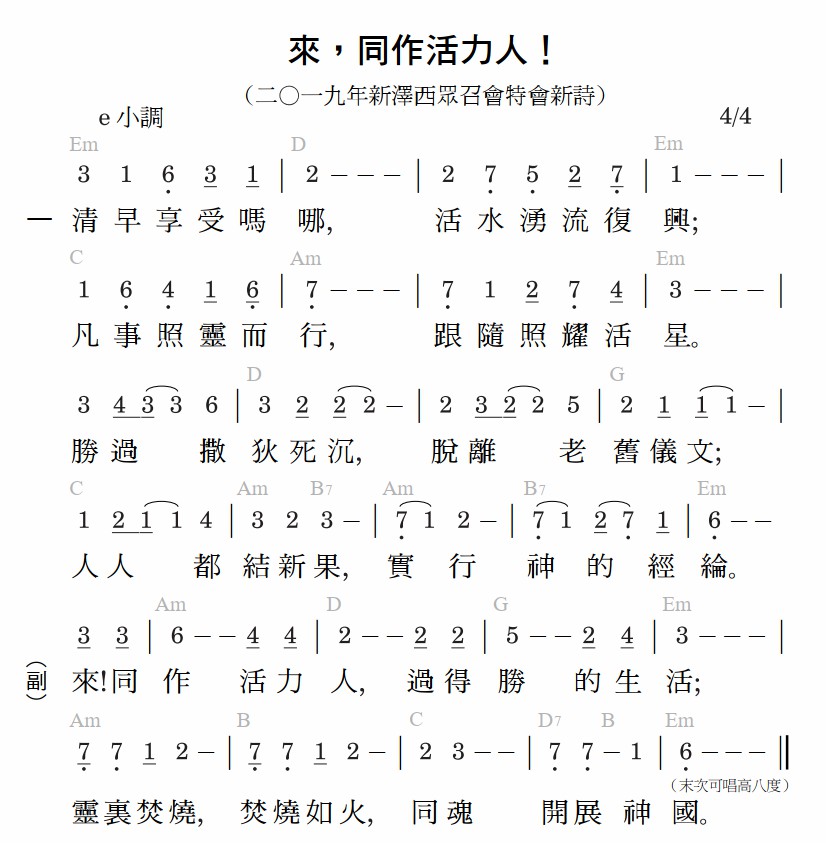 來，同作活力人！
（二〇一九年新澤西眾召會特會新詩）
e 小調 4/4
Em D Em
3 1 6̣ 3̲ 1̲ | 2 – – – | 2 7̣ 5̣ 2̲ 7̲̣ | 1 – – – |
一 清早享受嗎哪, 活水湧流復興;
C Am Em
1 6̣ 4̣ 1̲ 6̲̣ | 7̣ – – – | 7̣ 1 2̲ 7̣ 4̲ | 3 – – – |
凡事照靈而行, 跟隨照耀活星。
D G
3 4̲ 3̲ 3 6 | 3 2̲ 2̲ 2 – | 2 3̲ 2̲ 2 5 | 2 1̲ 1̲ 1 – |
勝過 撒狄死沉, 脫離 老舊儀文;
C Am B7 Am B7 Em
1 2̲ 1̲ 1 4 | 3 2 3 – | 7̲̣ 1 2 – | 7̲̣ 1 2̲ 7̣ 1̲ | 6̣ – –
人人 都結新果, 實行 神的經綸。
Am D G Em
3̲ 3̲ | 6 – – 4̲ 4̲ | 2 – – 2̲ 2̲ | 5 – – 2̲ 4̲ | 3 – – – |
（副） 來!同作 活力人, 過得勝 的生活;
Am B C D7 B Em
7̲̣ 7̣ 1̲ 2 – | 7̲̣ 7̣ 1̲ 2 – | 2 3 – – | 7̣ 7̣ – 1 | 6̣ – – – ‖
（末次可唱高八度）
靈裏焚燒, 焚燒如火, 同魂 開展神國。